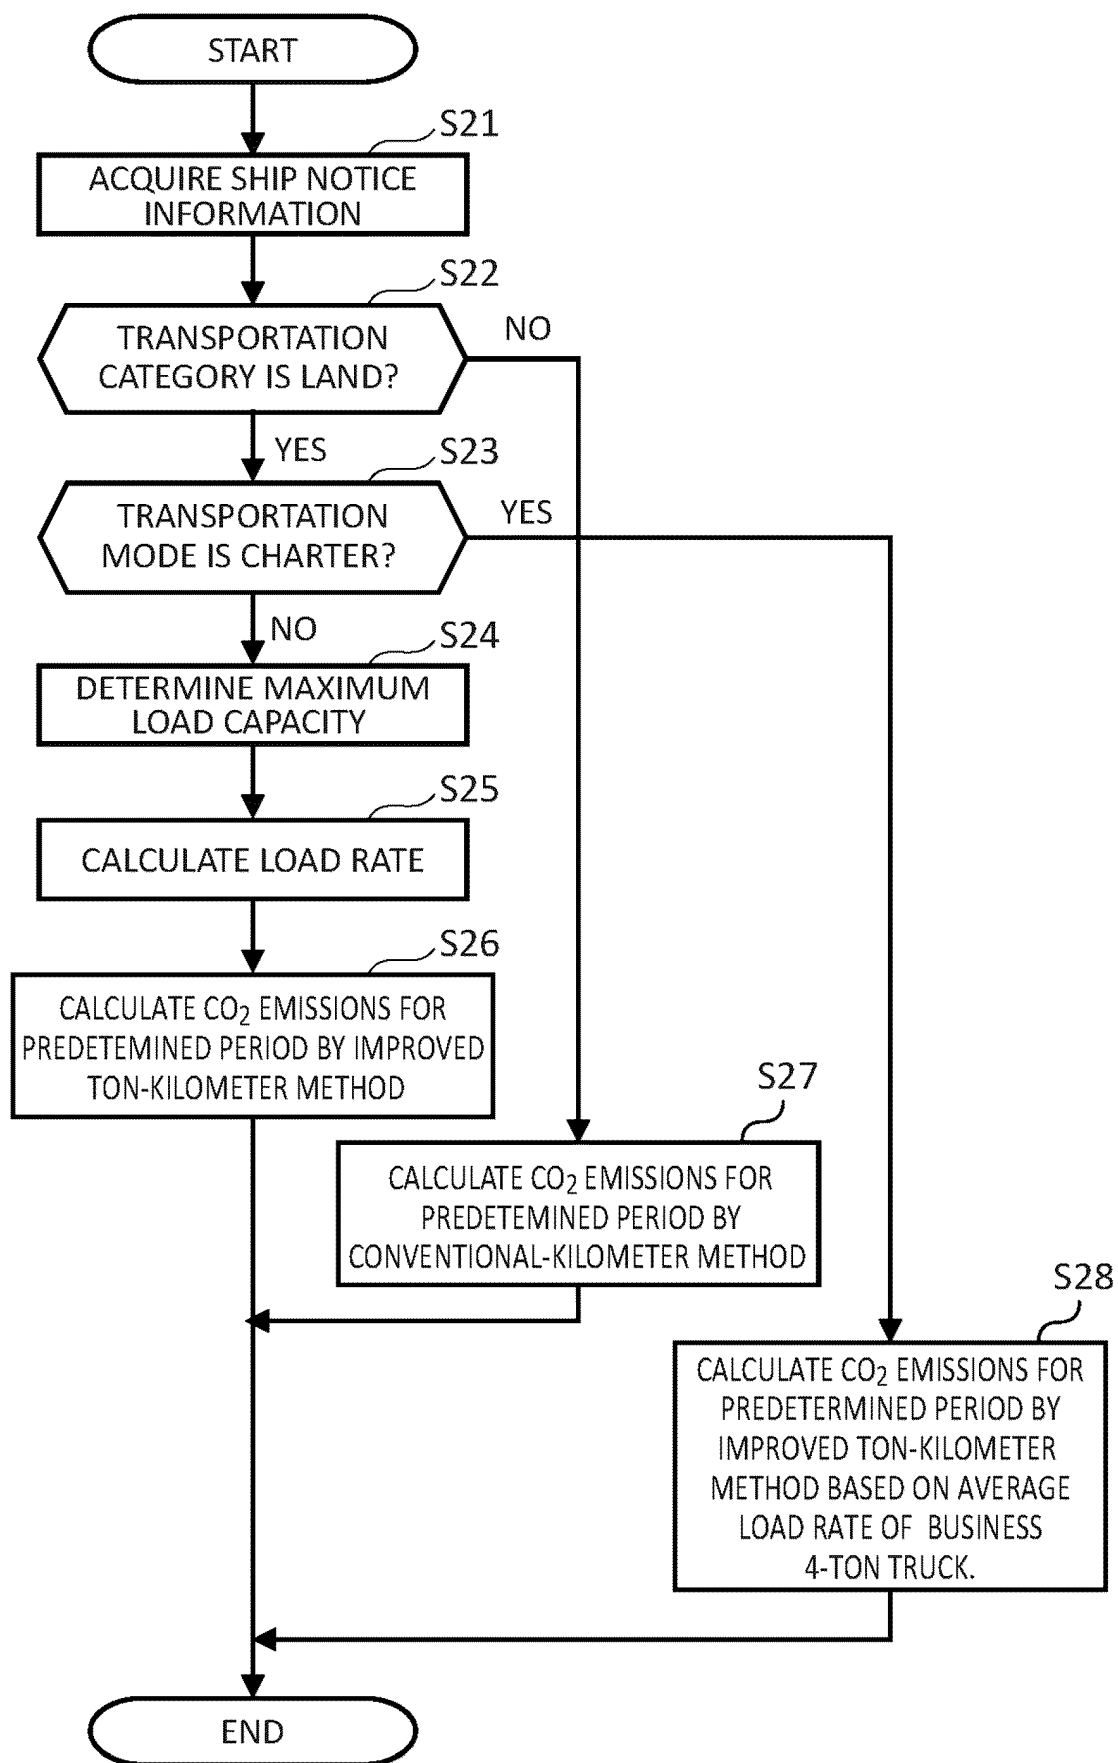 START
S21
ACQUIRE SHIP NOTICE
INFORMATION
S22
TRANSPORTATION
CATEGORY IS LAND?
NO
YES
S23
TRANSPORTATION
MODE IS CHARTER?
YES
NO
S24
DETERMINE MAXIMUM
LOAD CAPACITY
S25
CALCULATE LOAD RATE
S26
CALCULATE CO₂ EMISSIONS FOR
PREDETEMINED PERIOD BY IMPROVED
TON-KILOMETER METHOD
S27
CALCULATE CO₂ EMISSIONS FOR
PREDETEMINED PERIOD BY
CONVENTIONAL-KILOMETER METHOD
S28
CALCULATE CO₂ EMISSIONS FOR
PREDETERMINED PERIOD BY
IMPROVED TON-KILOMETER
METHOD BASED ON AVERAGE
LOAD RATE OF BUSINESS
4-TON TRUCK.
END